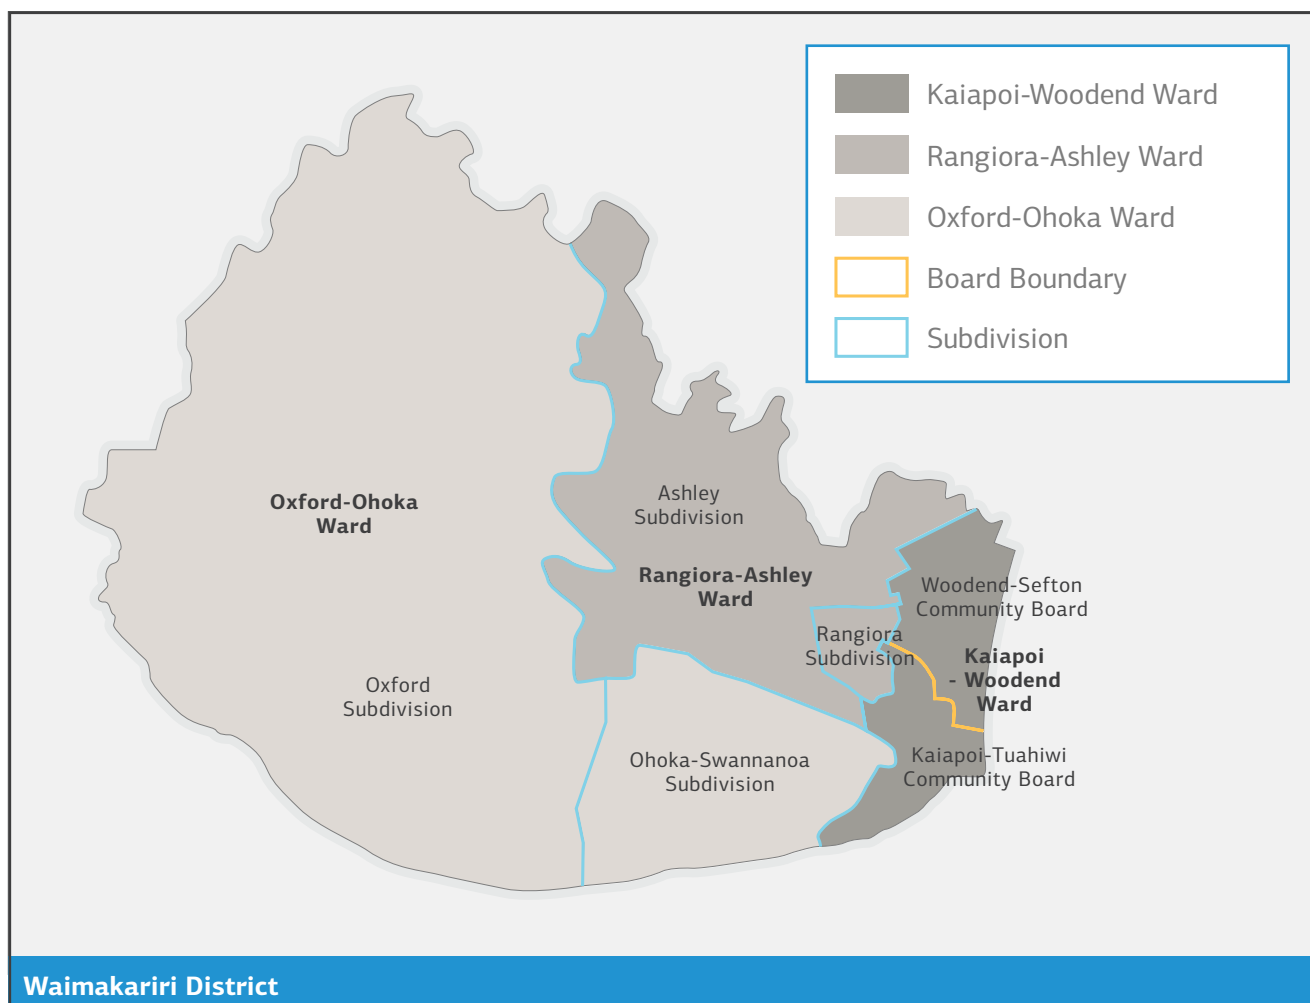 Kaiapoi-Woodend Ward
Rangiora-Ashley Ward
Oxford-Ohoka Ward
Board Boundary
Subdivision
Oxford-Ohoka
Ward
Ashley
Subdivision
Rangiora-Ashley
Ward
Woodend-Sefton
Community Board
Rangiora
Subdivision
Kaiapoi
- Woodend
Ward
Oxford
Subdivision
Ohoka-Swannanoa
Subdivision
Kaiapoi-Tuahiwi
Community Board
Waimakariri District